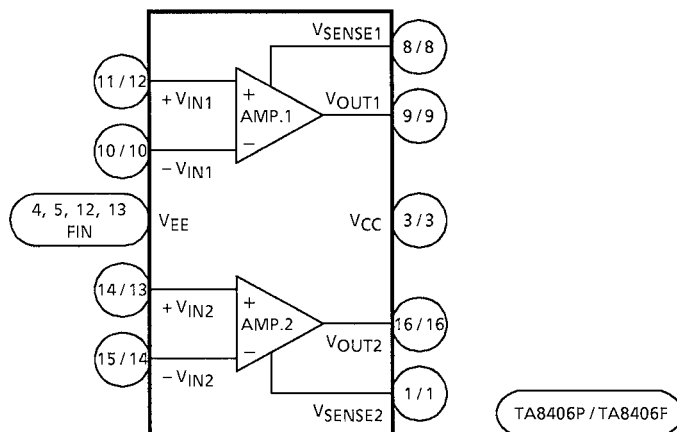 VSENSE1
8/8
11/12
+VIN1
+
AMP.1
−
VOUT1
9/9
10/10
−VIN1
4, 5, 12, 13
FIN
VEE
VCC
3/3
14/13
+VIN2
+
AMP.2
−
VOUT2
16/16
15/14
−VIN2
VSENSE2
1/1
TA8406P/TA8406F